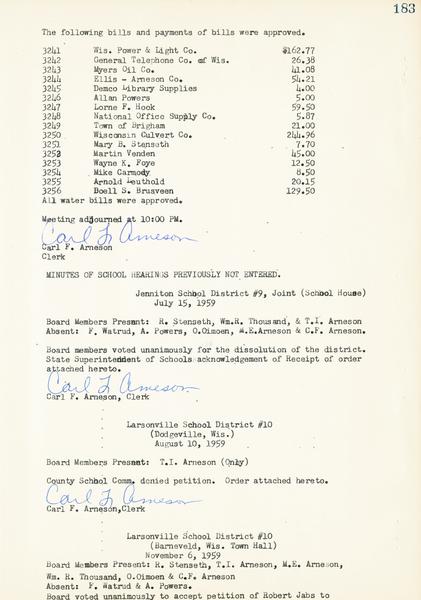 183
The following bills and payments of bills were approved.
3241 Wis. Power & Light Co. $162.77
3242 General Telephone Co. of Wis. 26.38
3243 Myers Oil Co. 41.08
3244 Ellis - Arneson Co. 54.21
3245 Demco Library Supplies 4.00
3246 Allan Powers 5.00
3247 Lorne F. Hook 59.50
3248 National Office Supply Co. 5.87
3249 Town of Brigham 21.00
3250 Wisconsin Culvert Co. 244.96
3251 Mary B. Stenseth 7.70
3252 Martin Venden 45.00
3253 Wayne K. Foye 12.50
3254 Mike Carmody 8.50
3255 Arnold Leuthold 20.15
3256 Doell S. Brusveen 129.50
All water bills were approved.
Meeting adjourned at 10:00 PM.
Carl F. Arneson
Carl F. Arneson
Clerk
MINUTES OF SCHOOL HEARINGS PREVIOUSLY NOT ENTERED.
Jenniton School District #9, Joint (School House)
July 15, 1959
Board Members Present: R. Stenseth, Wm.R. Thousand, & T.I. Arneson
Absent: F. Watrud, A. Powers, O.Oimoen, M.E.Arneson & C.F. Arneson.
Board members voted unanimously for the dissolution of the district.
State Superintendent of Schools acknowledgement of Receipt of order
attached hereto.
Carl F. Arneson
Carl F. Arneson, Clerk
Larsonville School District #10
(Dodgeville, Wis.)
August 10, 1959
Board Members Present: T.I. Arneson (Only)
County School Comm. denied petition. Order attached hereto.
Carl F. Arneson
Carl F. Arneson,Clerk
Larsonville School District #10
(Barneveld, Wis. Town Hall)
November 6, 1959
Board Members Present: R. Stenseth, T.I. Arneson, M.E. Arneson,
Wm. R. Thousand, O.Oimoen & C.F. Arneson
Absent: F. Watrud & A. Powers.
Board voted unanimously to accept petition of Robert Jabs to